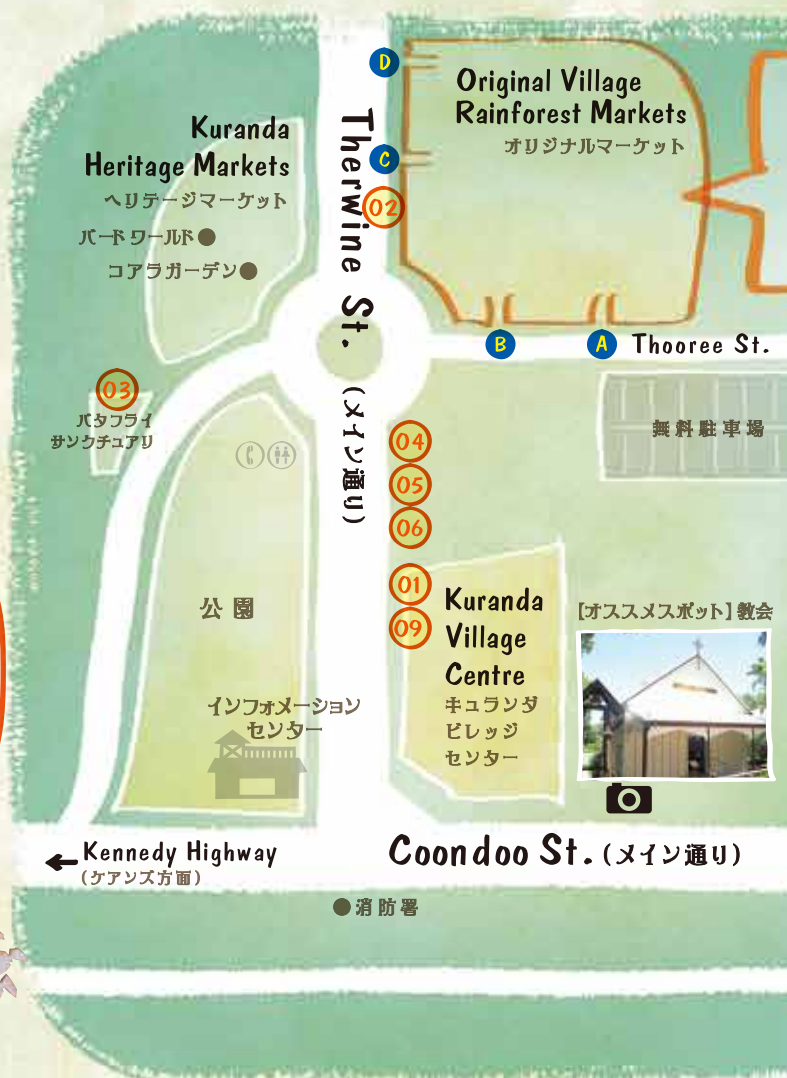 D
Original Village
Rainforest Markets
オリジナルマーケット
Kuranda
Heritage Markets
ヘリテージマーケット
バードワールド●
コアラガーデン●
C
02
Therwine St.
(メイン通り)
B
A
Thooree St.
03
バタフライ
サンクチュアリ
無料駐車場
04
05
06
01
09
Kuranda
Village
Centre
キュランダ
ビレッジ
センター
【オススメスポット】教会
公園
インフォメーション
センター
← Kennedy Highway
(ケアンズ方面)
Coondoo St. (メイン通り)
●消防署